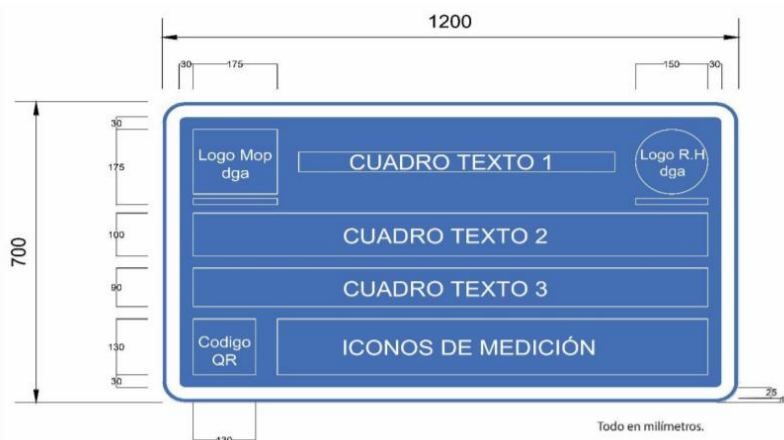 1200
30
175
150
30
30
175
100
90
130
30
700
Logo Mop
dga
CUADRO TEXTO 1
Logo R.H
dga
CUADRO TEXTO 2
CUADRO TEXTO 3
Codigo
QR
ICONOS DE MEDICIÓN
130
25
Todo en milímetros.